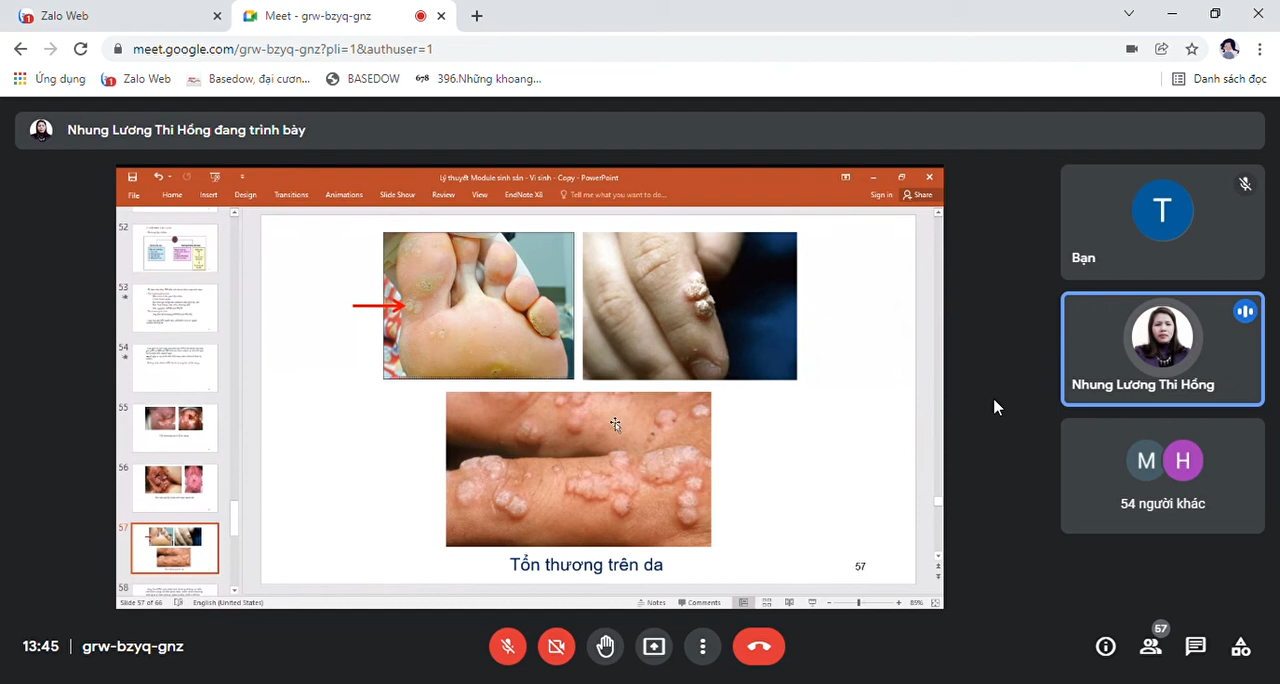 Zalo Web
Meet - grw-bzyq-gnz
meet.google.com/grw-bzyq-gnz?pli=1&authuser=1
Ứng dụng
Zalo Web
Basedow, đại cươn...
BASEDOW
678
396.Những khoang...
Danh sách đọc
Nhung Lương Thi Hồng đang trình bày
Lý thuyết Module sinh sản - Vi sinh - Copy - PowerPoint
File Home Insert Design Transitions Animations Slide Show Review View EndNote X8 Tell me what you want to do... Sign in Share
52
53
54
55
56
57
58
Tổn thương trên da
57
Slide 57 of 66 English (United States) Notes Comments 85%
T
Bạn
Nhung Lương Thi Hồng
M H
54 người khác
13:45 | grw-bzyq-gnz
57